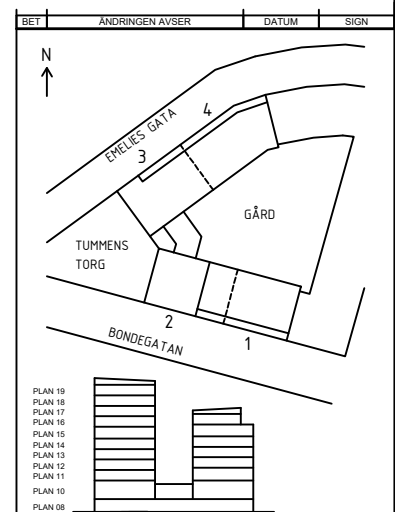 BET ÄNDRINGEN AVSER DATUM SIGN
N
EMELIES GATA
4
3
GÅRD
TUMMENS
TORG
2
BONDEGATAN
1
PLAN 19
PLAN 18
PLAN 17
PLAN 16
PLAN 15
PLAN 14
PLAN 13
PLAN 12
PLAN 11
PLAN 10
PLAN 08